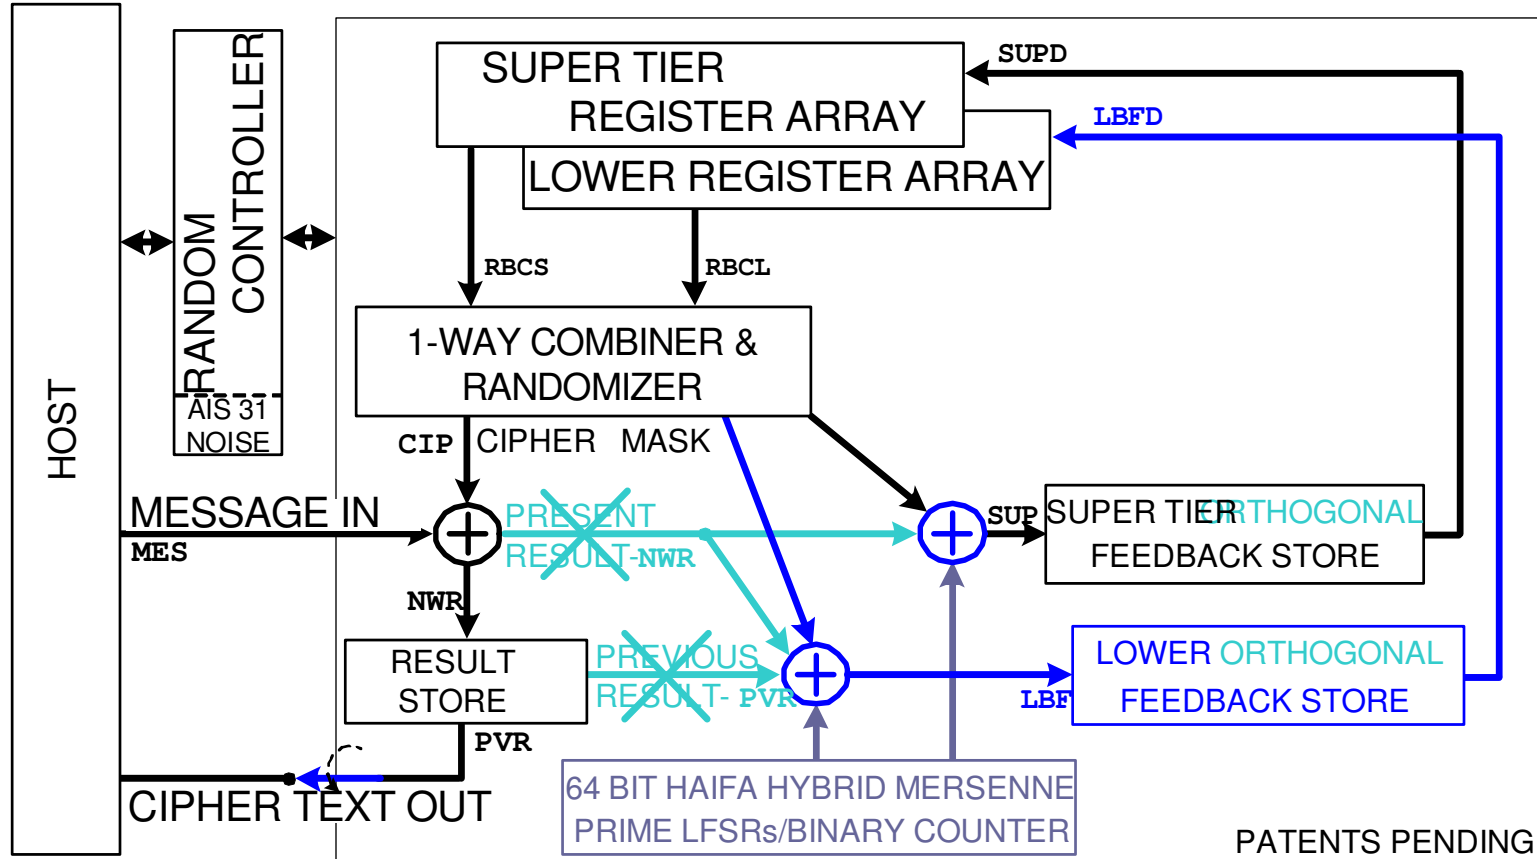 SUPER TIER
REGISTER ARRAY
SUPD
LBFD
LOWER REGISTER ARRAY
RANDOM
CONTROLLER
AIS 31
NOISE
HOST
RBCS
RBCL
1-WAY COMBINER &
RANDOMIZER
CIP CIPHER MASK
MESSAGE IN
MES
PRESENT
RESULT-NWR
SUP
SUPER TIER ORTHOGONAL
FEEDBACK STORE
NWR
RESULT
STORE
PREVIOUS
RESULT- PVR
LBF
LOWER ORTHOGONAL
FEEDBACK STORE
PVR
CIPHER TEXT OUT
64 BIT HAIFA HYBRID MERSENNE
PRIME LFSRs/BINARY COUNTER
PATENTS PENDING